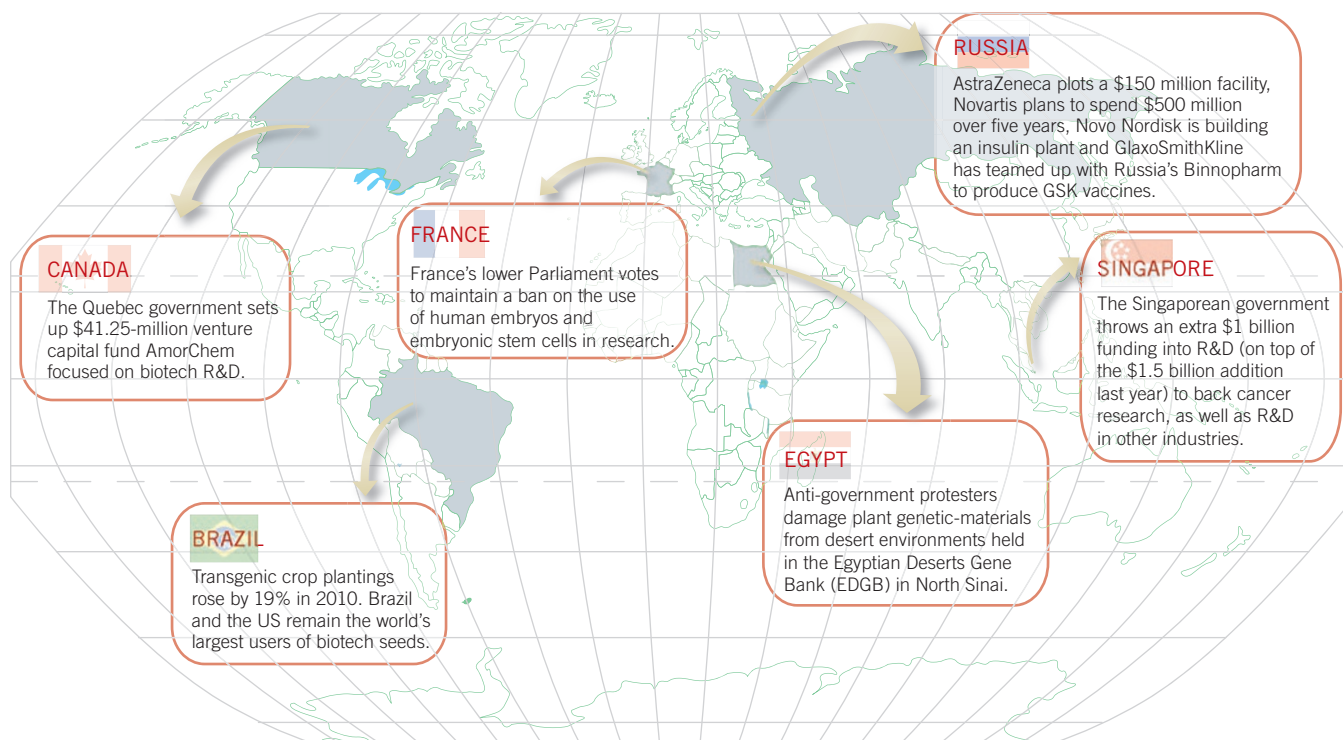 RUSSIA
AstraZeneca plots a $150 million facility,
Novartis plans to spend $500 million
over five years, Novo Nordisk is building
an insulin plant and GlaxoSmithKline
has teamed up with Russia’s Binnopharm
to produce GSK vaccines.
FRANCE
France’s lower Parliament votes
to maintain a ban on the use
of human embryos and
embryonic stem cells in research.
CANADA
The Quebec government sets
up $41.25-million venture
capital fund AmorChem
focused on biotech R&D.
SINGAPORE
The Singaporean government
throws an extra $1 billion
funding into R&D (on top of
the $1.5 billion addition
last year) to back cancer
research, as well as R&D
in other industries.
EGYPT
Anti-government protesters
damage plant genetic-materials
from desert environments held
in the Egyptian Deserts Gene
Bank (EDGB) in North Sinai.
BRAZIL
Transgenic crop plantings
rose by 19% in 2010. Brazil
and the US remain the world’s
largest users of biotech seeds.